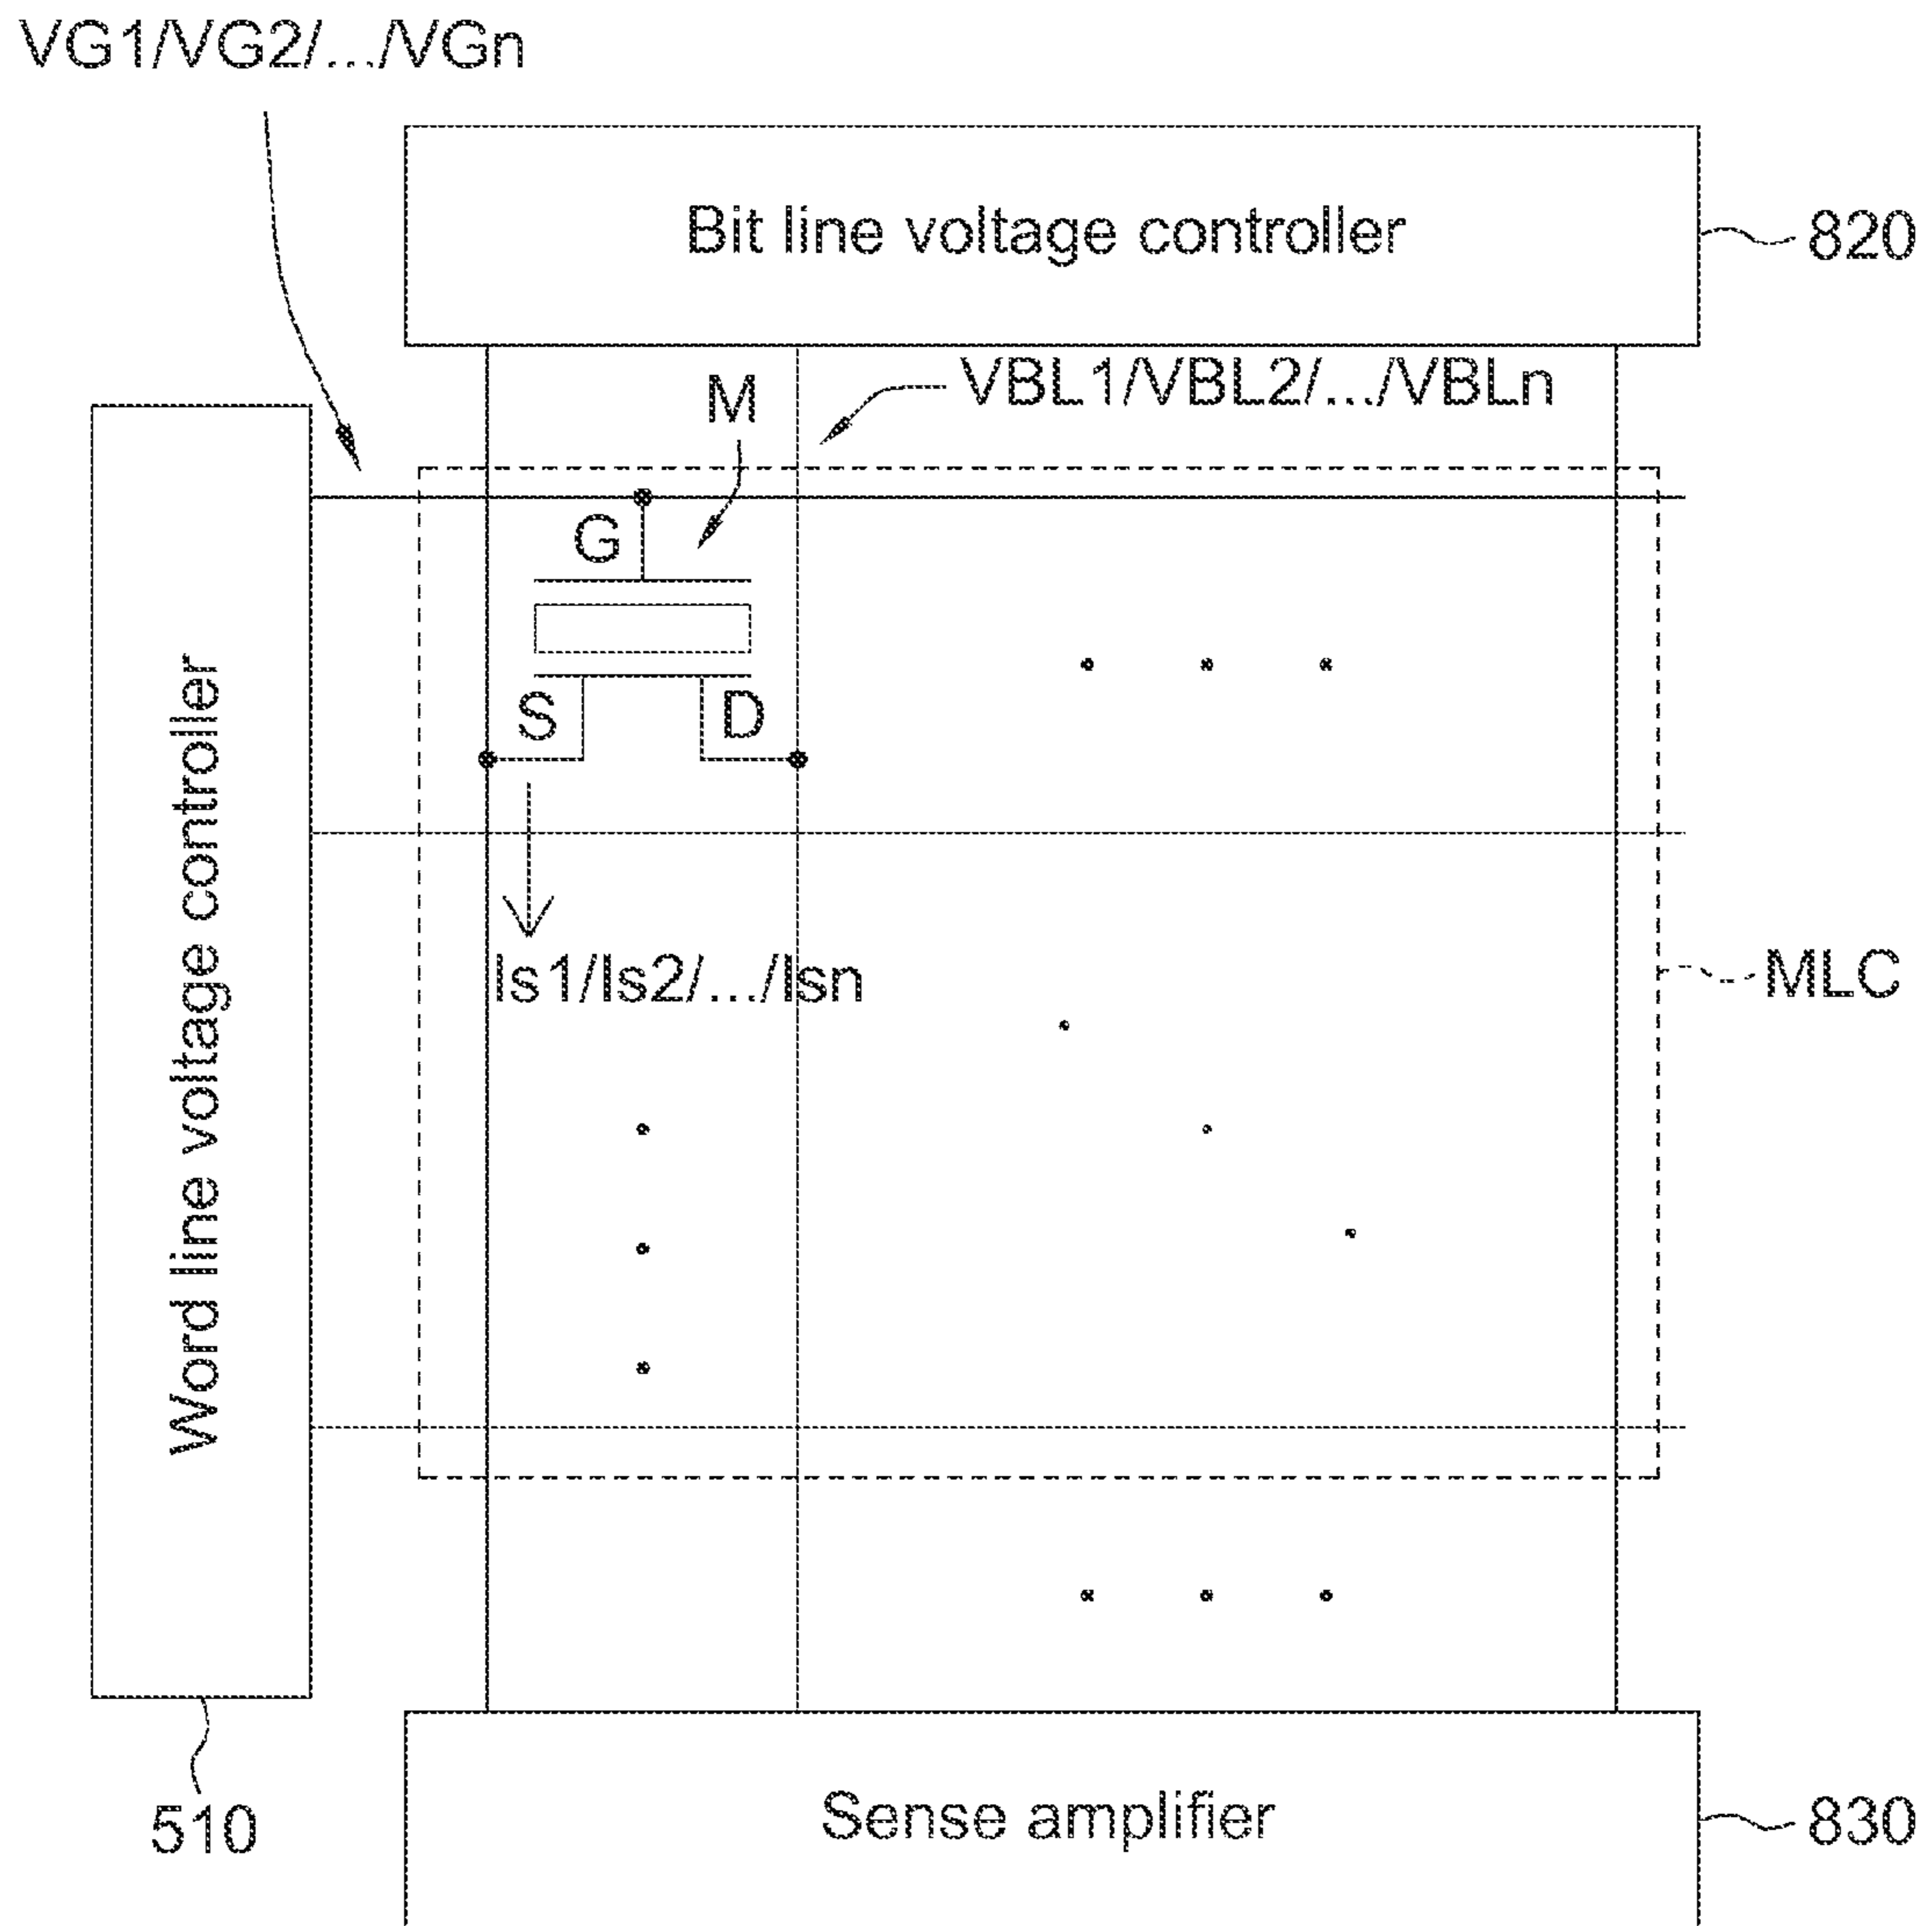 VG1/VG2/.../VGn
Bit line voltage controller
820
VBL1/VBL2/.../VBLn
M
G
S
D
Word line voltage controller
Is1/Is2/.../Isn
MLC
510
Sense amplifier
830